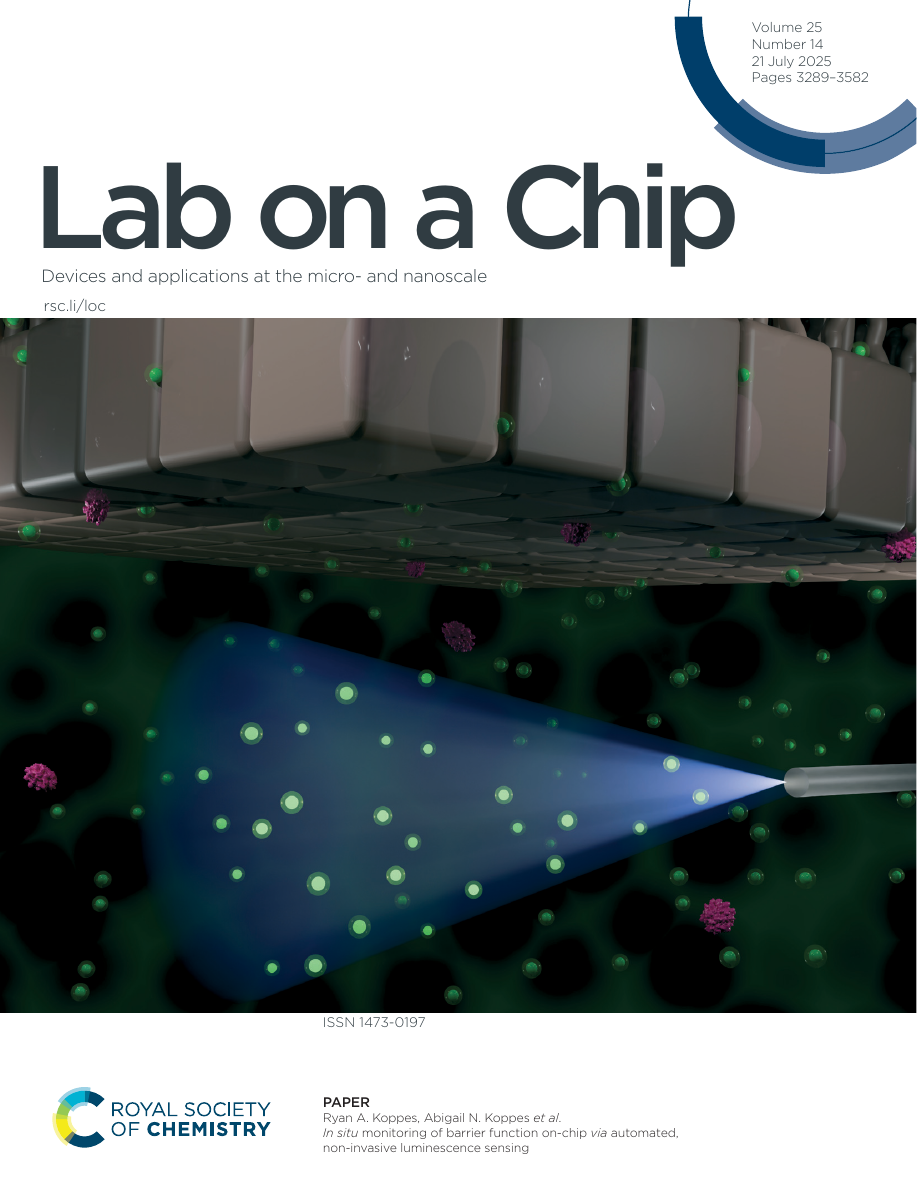 Volume 25
Number 14
21 July 2025
Pages 3289–3582
Lab on a Chip
Devices and applications at the micro- and nanoscale
rsc.li/loc
ISSN 1473-0197
ROYAL SOCIETY
OF CHEMISTRY
PAPER
Ryan A. Koppes, Abigail N. Koppes et al.
In situ monitoring of barrier function on-chip via automated,
non-invasive luminescence sensing